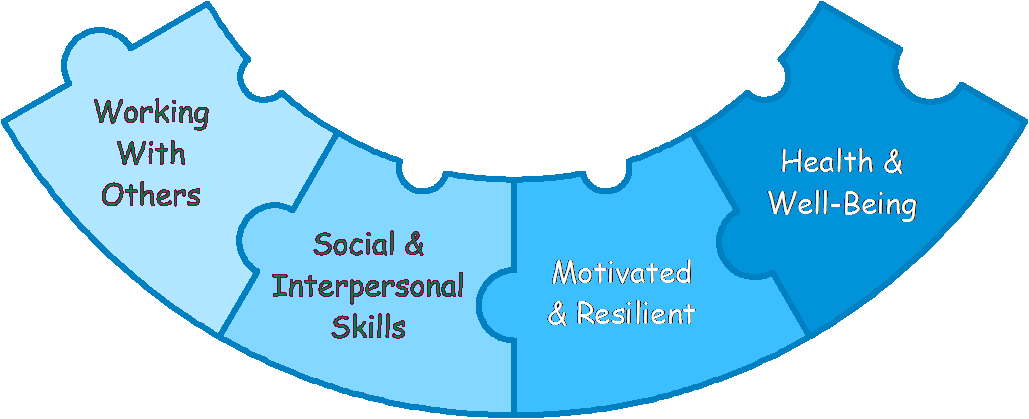 Working
With
Others
Social &
Interpersonal
Skills
Motivated
& Resilient
Health &
Well-Being